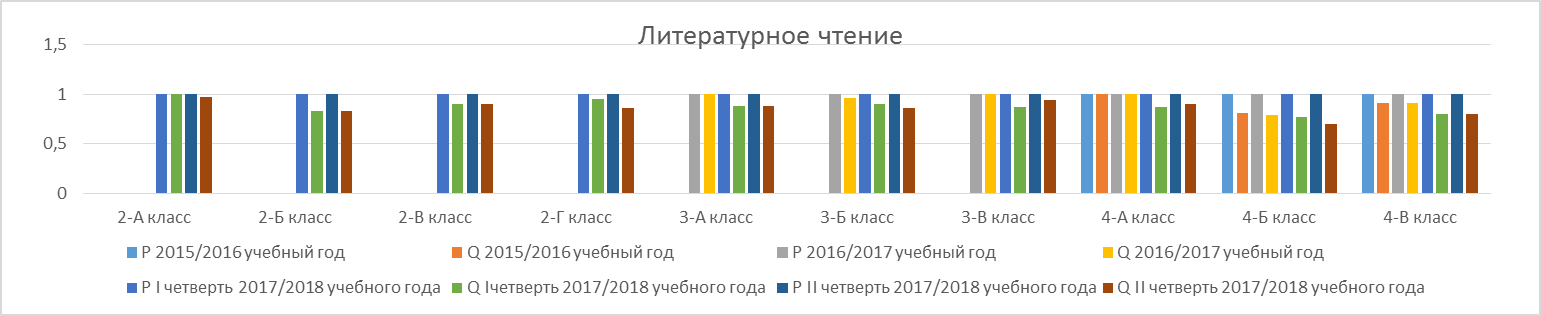 Литературное чтение
1,5
1
0,5
0
2-А класс 2-Б класс 2-В класс 2-Г класс 3-А класс 3-Б класс 3-В класс 4-А класс 4-Б класс 4-В класс
P 2015/2016 учебный год Q 2015/2016 учебный год P 2016/2017 учебный год Q 2016/2017 учебный год
P I четверть 2017/2018 учебного года Q Iчетверть 2017/2018 учебного года P II четверть 2017/2018 учебного года Q II четверть 2017/2018 учебного года